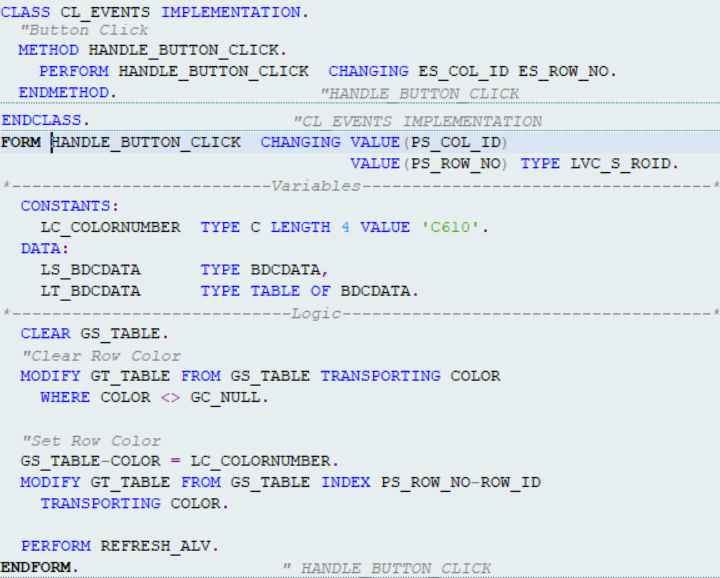 CLASS CL_EVENTS IMPLEMENTATION.
"Button Click
METHOD HANDLE_BUTTON_CLICK.
PERFORM HANDLE_BUTTON_CLICK CHANGING ES_COL_ID ES_ROW_NO.
ENDMETHOD. "HANDLE_BUTTON_CLICK
ENDCLASS. "CL_EVENTS IMPLEMENTATION
FORM HANDLE_BUTTON_CLICK CHANGING VALUE(PS_COL_ID)
VALUE(PS_ROW_NO) TYPE LVC_S_ROID.
*--------------------------Variables-----------------------------------*
CONSTANTS:
LC_COLORNUMBER TYPE C LENGTH 4 VALUE 'C610'.
DATA:
LS_BDCDATA TYPE BDCDATA,
LT_BDCDATA TYPE TABLE OF BDCDATA.
*----------------------------Logic-------------------------------------*
CLEAR GS_TABLE.
"Clear Row Color
MODIFY GT_TABLE FROM GS_TABLE TRANSPORTING COLOR
WHERE COLOR <> GC_NULL.
"Set Row Color
GS_TABLE-COLOR = LC_COLORNUMBER.
MODIFY GT_TABLE FROM GS_TABLE INDEX PS_ROW_NO-ROW_ID
TRANSPORTING COLOR.
PERFORM REFRESH_ALV.
ENDFORM. " HANDLE_BUTTON_CLICK